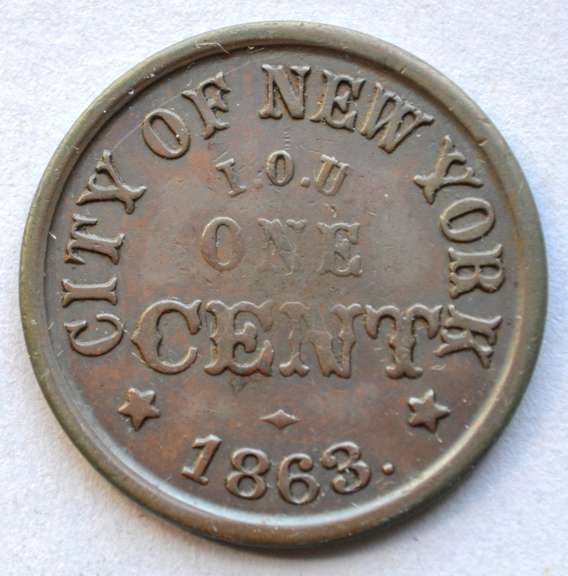 CITY OF NEW YORK
I.O.U
ONE
CENT
1863.